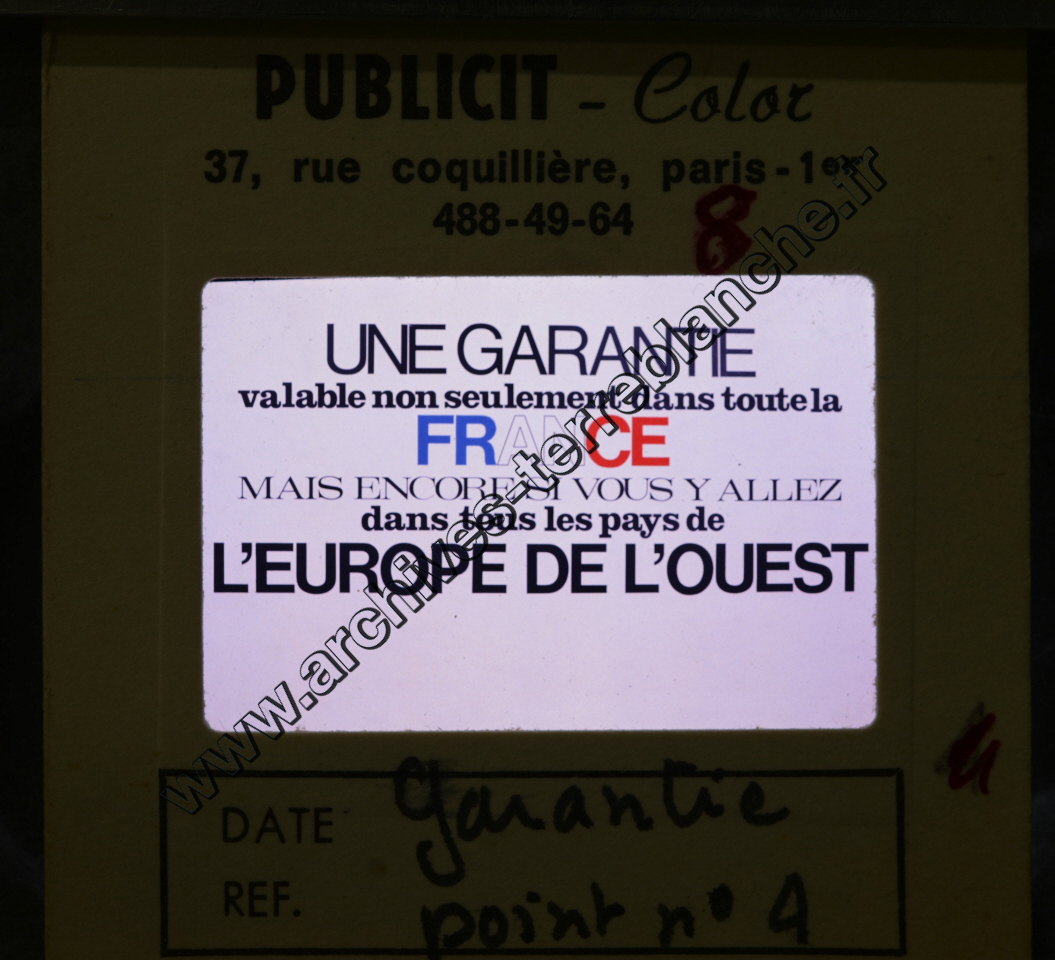 PUBLICIT - Color
37, rue coquillière, paris-1er
488-49-64
8
UNE GARANTIE
valable non seulement dans toute la
FRANCE
MAIS ENCORE SI VOUS Y ALLEZ
dans tous les pays de
L'EUROPE DE L'OUEST
www.archives-terreblanche.fr
4
DATE garantie
REF. point n° 4